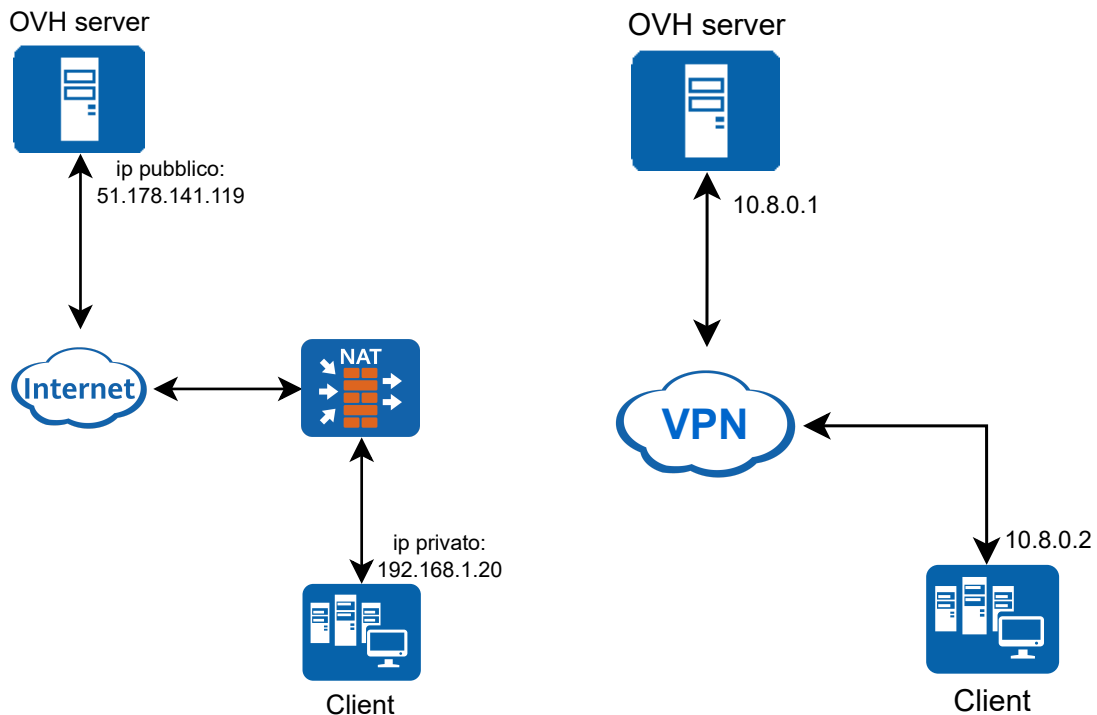 OVH server
ip pubblico:
51.178.141.119
Internet
NAT
ip privato:
192.168.1.20
Client
OVH server
10.8.0.1
VPN
10.8.0.2
Client